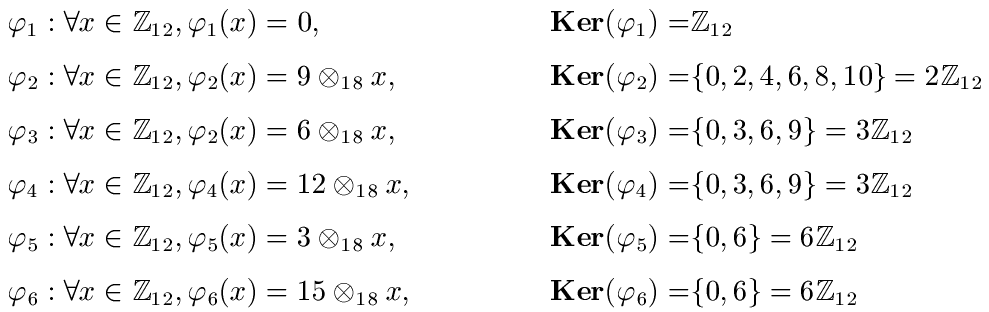 φ₁ : ∀x ∈ ℤ₁₂, φ₁(x) = 0, Ker(φ₁) =ℤ₁₂
φ₂ : ∀x ∈ ℤ₁₂, φ₂(x) = 9 ⊗₁₈ x, Ker(φ₂) ={0, 2, 4, 6, 8, 10} = 2ℤ₁₂
φ₃ : ∀x ∈ ℤ₁₂, φ₂(x) = 6 ⊗₁₈ x, Ker(φ₃) ={0, 3, 6, 9} = 3ℤ₁₂
φ₄ : ∀x ∈ ℤ₁₂, φ₄(x) = 12 ⊗₁₈ x, Ker(φ₄) ={0, 3, 6, 9} = 3ℤ₁₂
φ₅ : ∀x ∈ ℤ₁₂, φ₅(x) = 3 ⊗₁₈ x, Ker(φ₅) ={0, 6} = 6ℤ₁₂
φ₆ : ∀x ∈ ℤ₁₂, φ₆(x) = 15 ⊗₁₈ x, Ker(φ₆) ={0, 6} = 6ℤ₁₂